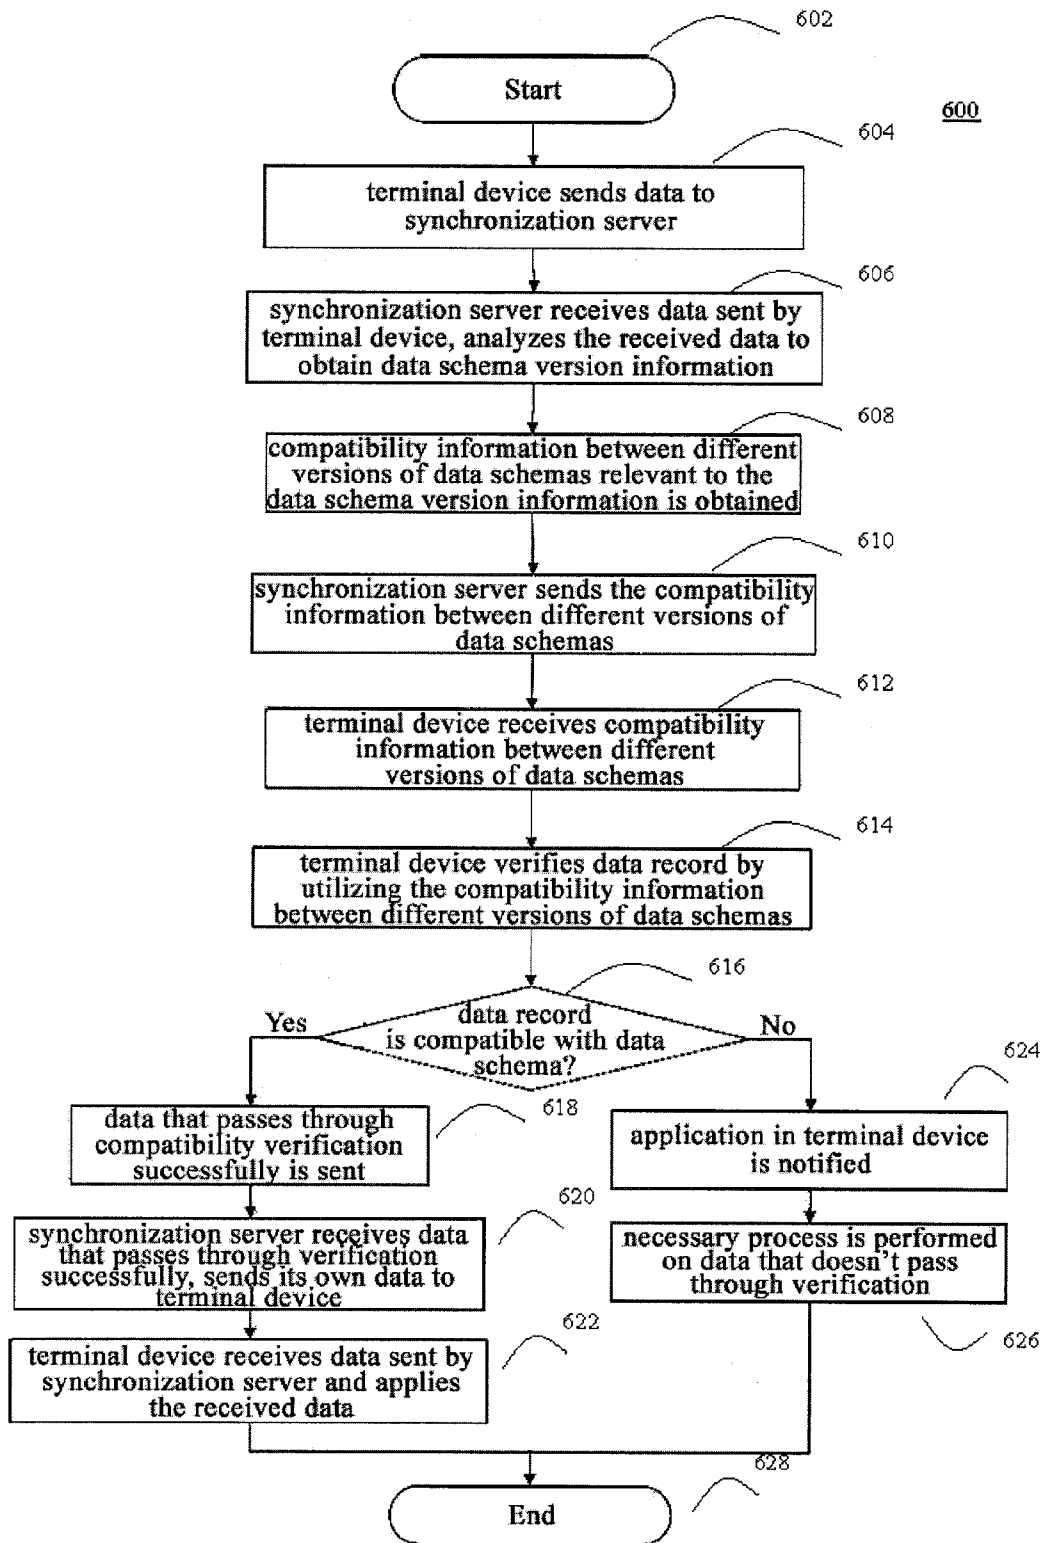 602
Start
600
604
terminal device sends data to
synchronization server
606
synchronization server receives data sent by
terminal device, analyzes the received data to
obtain data schema version information
608
compatibility information between different
versions of data schemas relevant to the
data schema version information is obtained
610
synchronization server sends the compatibility
information between different versions of
data schemas
612
terminal device receives compatibility
information between different
versions of data schemas
614
terminal device verifies data record by
utilizing the compatibility information
between different versions of data schemas
616
data record
is compatible with data
schema?
Yes
No
618
data that passes through
compatibility verification
successfully is sent
624
application in terminal device
is notified
620
synchronization server receives data
that passes through verification
successfully, sends its own data to
terminal device
necessary process is performed
on data that doesn't pass
through verification
626
622
terminal device receives data sent by
synchronization server and applies
the received data
628
End